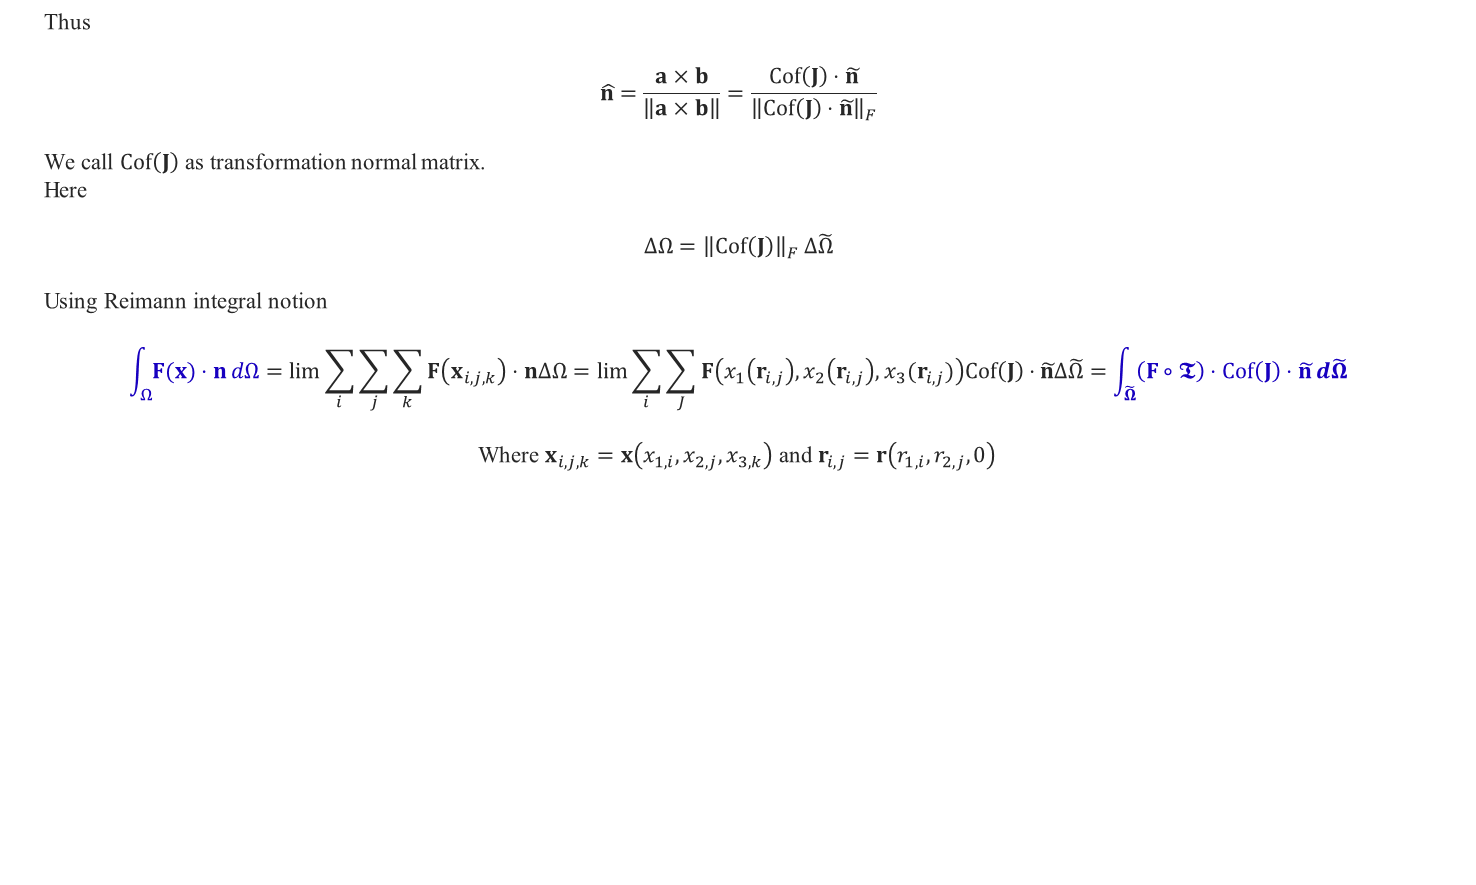 Thus
n̂ = a × b / ‖a × b‖ = Cof(J) · ñ / ‖Cof(J) · ñ‖_F
We call Cof(J) as transformation normal matrix.
Here
ΔΩ = ‖Cof(J)‖_F ΔΩ̃
Using Reimann integral notion
∫_Ω F(x) · n dΩ = lim ∑_i ∑_j ∑_k F(x_{i,j,k}) · nΔΩ = lim ∑_i ∑_J F(x_1(r_{i,j}), x_2(r_{i,j}), x_3(r_{i,j}))Cof(J) · ñΔΩ̃ = ∫_Ω̃ (F ∘ 𝕿) · Cof(J) · ñ dΩ̃
Where x_{i,j,k} = x(x_{1,i}, x_{2,j}, x_{3,k}) and r_{i,j} = r(r_{1,i}, r_{2,j}, 0)